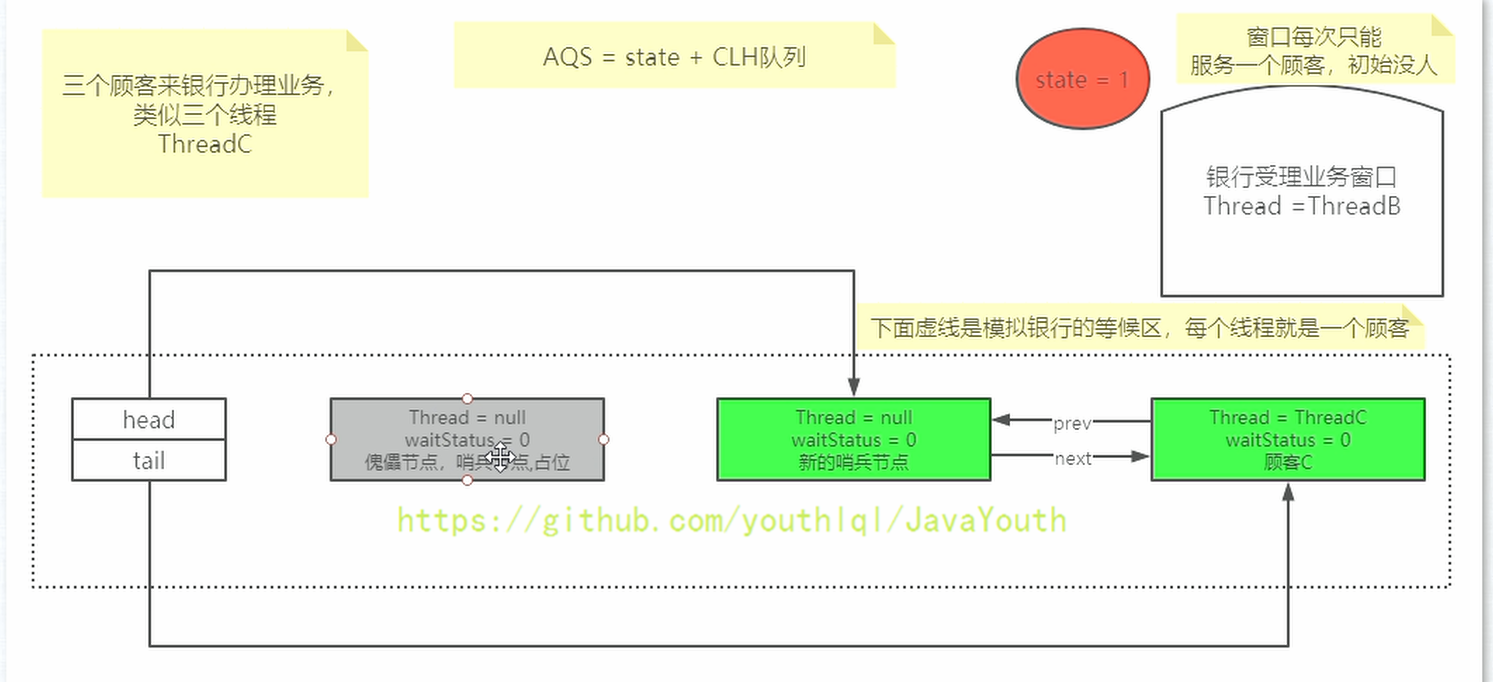 三个顾客来银行办理业务，
类似三个线程
ThreadC
AQS = state + CLH队列
state = 1
窗口每次只能
服务一个顾客，初始没人
银行受理业务窗口
Thread =ThreadB
下面虚线是模拟银行的等候区，每个线程就是一个顾客
head
tail
Thread = null
waitStatus = 0
傀儡节点，哨兵节点,占位
Thread = null
waitStatus = 0
新的哨兵节点
prev
next
Thread = ThreadC
waitStatus = 0
顾客C
https://github.com/youthlql/JavaYouth